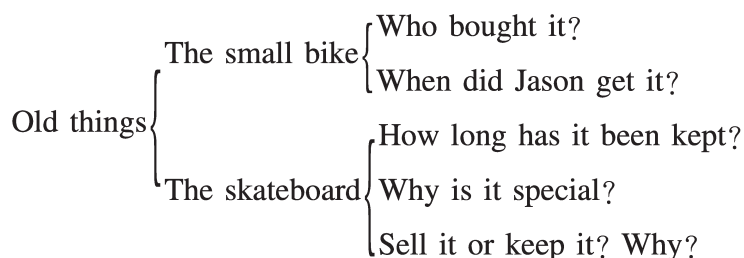 Old things
The small bike
Who bought it?
When did Jason get it?
The skateboard
How long has it been kept?
Why is it special?
Sell it or keep it? Why?